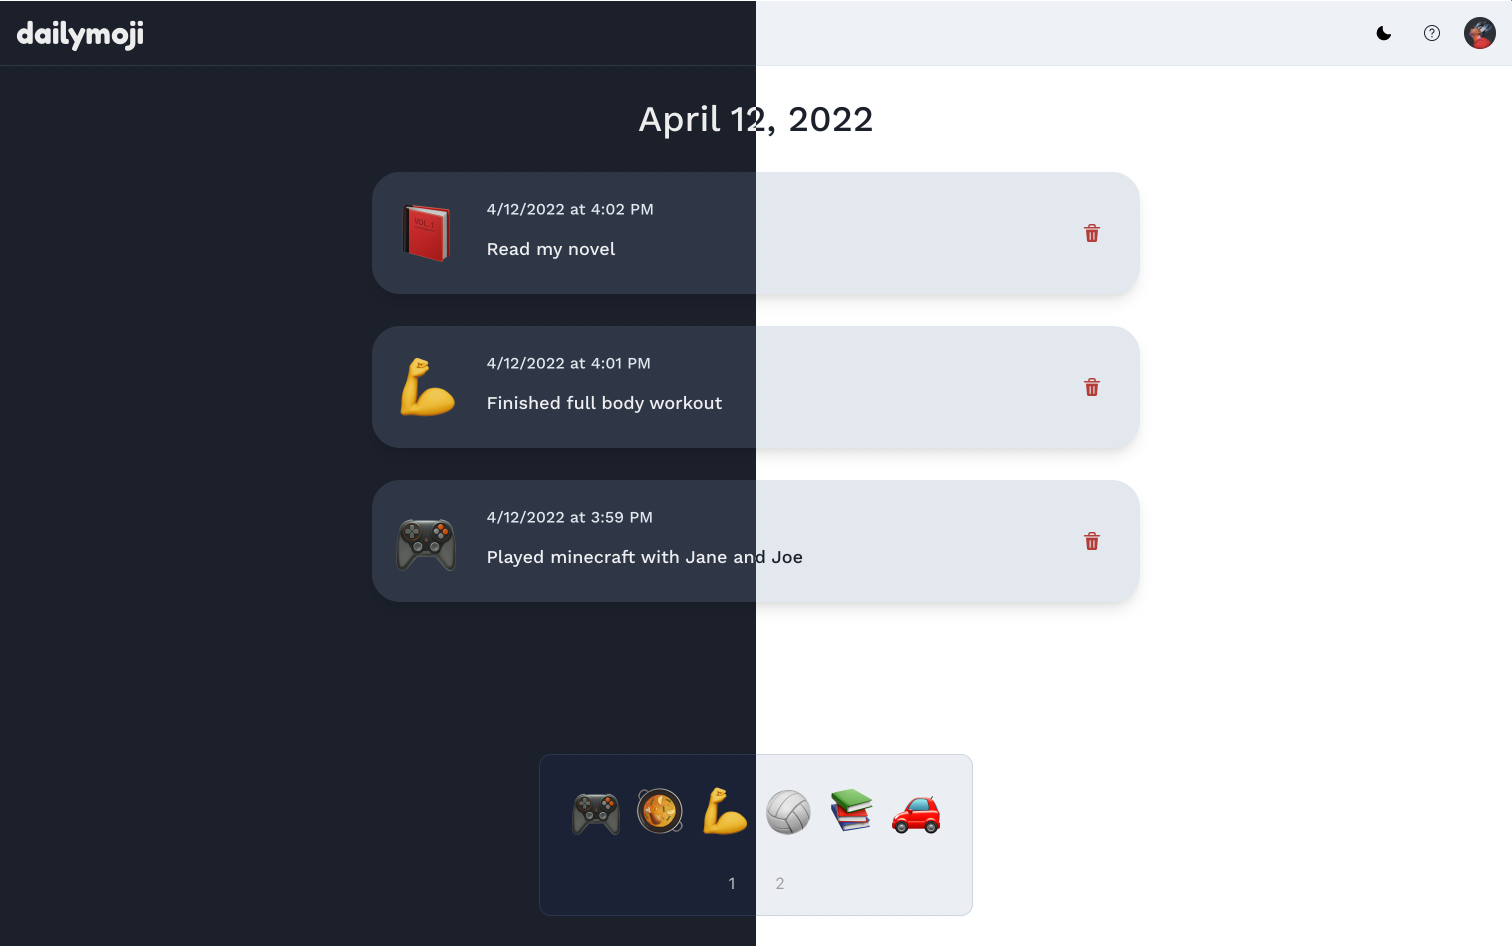 dailymoji
April 12, 2022
4/12/2022 at 4:02 PM
VOL.1
Read my novel
4/12/2022 at 4:01 PM
Finished full body workout
4/12/2022 at 3:59 PM
Played minecraft with Jane and Joe
1
2